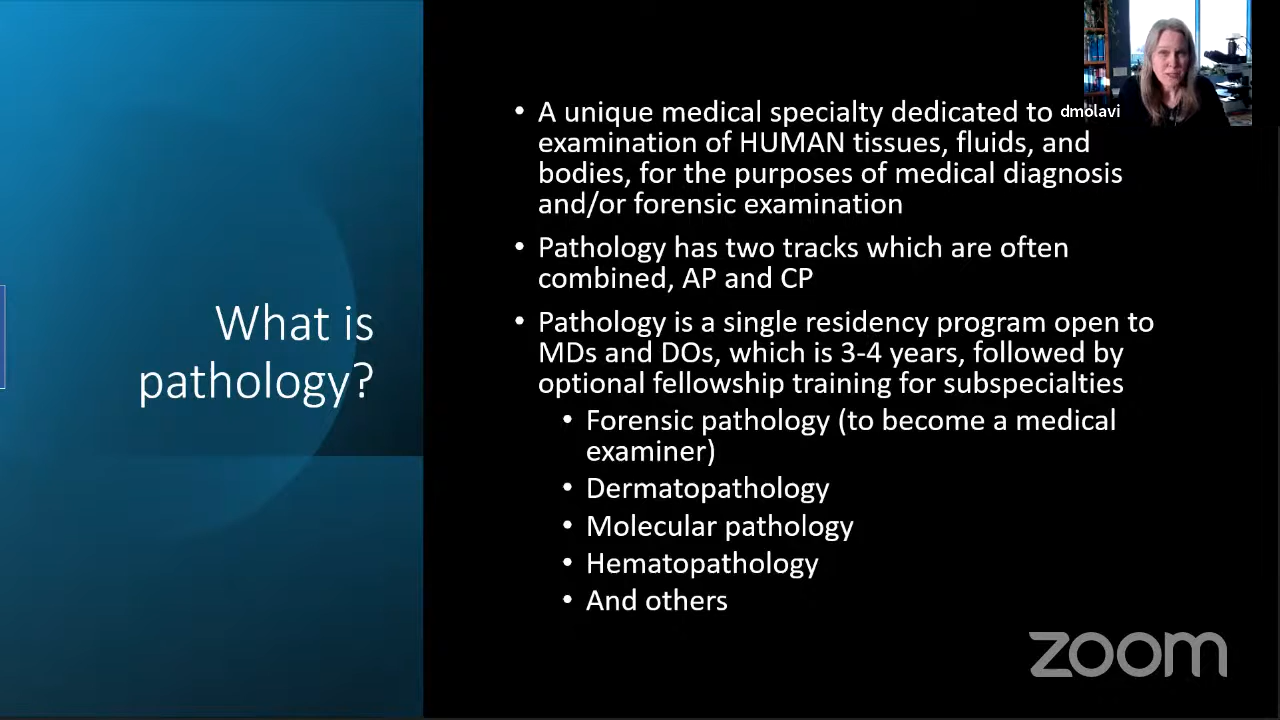 What is
pathology?
• A unique medical specialty dedicated to
examination of HUMAN tissues, fluids, and
bodies, for the purposes of medical diagnosis
and/or forensic examination
• Pathology has two tracks which are often
combined, AP and CP
• Pathology is a single residency program open to
MDs and DOs, which is 3-4 years, followed by
optional fellowship training for subspecialties
• Forensic pathology (to become a medical
examiner)
• Dermatopathology
• Molecular pathology
• Hematopathology
• And others
dmolavi
zoom